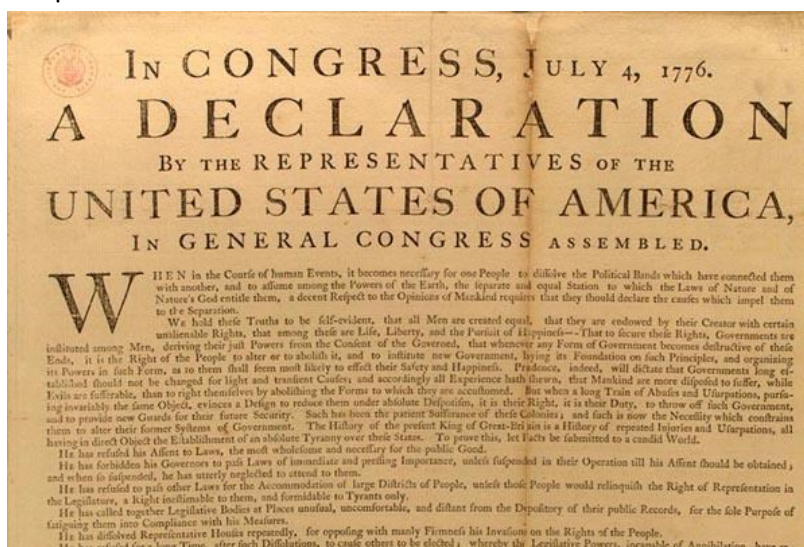 IN CONGRESS, JULY 4, 1776.
A DECLARATION
BY THE REPRESENTATIVES OF THE
UNITED STATES OF AMERICA,
IN GENERAL CONGRESS ASSEMBLED.
WHEN in the Courſe of human Events, it becomes neceſſary for one People to diſſolve the Political Bands which have connected them
with another, and to aſſume among the Powers of the Earth, the ſeparate and equal Station to which the Laws of Nature and of
Nature's God entitle them, a decent Reſpect to the Opinions of Mankind requires that they ſhould declare the cauſes which impel them
to the Separation.
We hold theſe Truths to be ſelf-evident, that all Men are created equal, that they are endowed by their Creator with certain
unalienable Rights, that among theſe are Life, Liberty, and the Purſuit of Happineſs--That to ſecure theſe Rights, Governments are
inſtituted among Men, deriving their juſt Powers from the Conſent of the Governed, that whenever any Form of Government becomes deſtructive of theſe
Ends, it is the Right of the People to alter or to aboliſh it, and to inſtitute new Government, laying its Foundation on ſuch Principles, and organizing
its Powers in ſuch Form, as to them ſhall ſeem moſt likely to effect their Safety and Happineſs. Prudence, indeed, will dictate that Governments long eſ-
tabliſhed ſhould not be changed for light and tranſient Cauſes; and accordingly all Experience hath ſhewn, that Mankind are more diſpoſed to ſuffer, while
Evils are ſufferable, than to right themſelves by aboliſhing the Forms to which they are accuſtomed. But when a long Train of Abuſes and Uſurpations, purſu-
ing invariably the ſame Object, evinces a Deſign to reduce them under abſolute Deſpotiſm, it is their Right, it is their Duty, to throw off ſuch Government,
and to provide new Guards for their future Security. Such has been the patient Sufferance of theſe Colonies; and ſuch is now the Neceſſity which conſtrains
them to alter their former Syſtems of Government. The Hiſtory of the preſent King of Great-Britain is a Hiſtory of repeated Injuries and Uſurpations, all
having in direct Object the Eſtabliſhment of an abſolute Tyranny over theſe States. To prove this, let Facts be ſubmitted to a candid World.
HE has refuſed his Aſſent to Laws, the moſt wholeſome and neceſſary for the public Good.
HE has forbidden his Governors to paſs Laws of immediate and preſſing Importance, unleſs ſuſpended in their Operation till his Aſſent ſhould be obtained;
and when ſo ſuſpended, he has utterly neglected to attend to them.
HE has refuſed to paſs other Laws for the Accommodation of large Diſtricts of People, unleſs thoſe People would relinquiſh the Right of Repreſentation in
the Legiſlature, a Right ineſtimable to them, and formidable to Tyrants only.
HE has called together Legiſlative Bodies at Places unuſual, uncomfortable, and diſtant from the Depoſitory of their public Records, for the ſole Purpoſe of
fatiguing them into Compliance with his Meaſures.
HE has diſſolved Repreſentative Houſes repeatedly, for oppoſing with manly Firmneſs his Invaſions on the Rights of the People.
HE has refuſed for a long Time, after ſuch Diſſolutions, to cauſe others to be elected; whereby the Legiſlative Powers, incapable of Annihilation, have